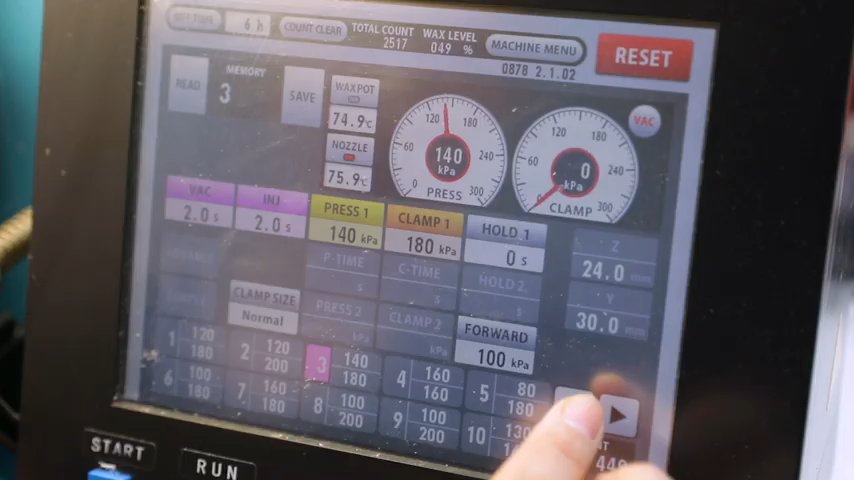 6 h
COUNT CLEAR
TOTAL COUNT
2517
WAX LEVEL
049 %
MACHINE MENU
0878 2.1.02
RESET
READ
MEMORY
3
SAVE
WAX POT
74.9℃
NOZZLE
75.9℃
0 60 120 180 240 300
140
kPa
PRESS
0 60 120 180 240 300
0
kPa
CLAMP
VAC
VAC
2.0 s
INJ
2.0 s
PRESS 1
140 kPa
CLAMP 1
180 kPa
HOLD 1
0 s
Z
24.0 mm
P-TIME
s
C-TIME
s
HOLD 2
s
Y
30.0 mm
CLAMP SIZE
Normal
PRESS 2
kPa
CLAMP 2
kPa
FORWARD
100 kPa
1 120 180
2 120 200
3 140 180
4 160 160
5 80 180
6 100 180
7 160 180
8 100 200
9 100 200
10
START
RUN